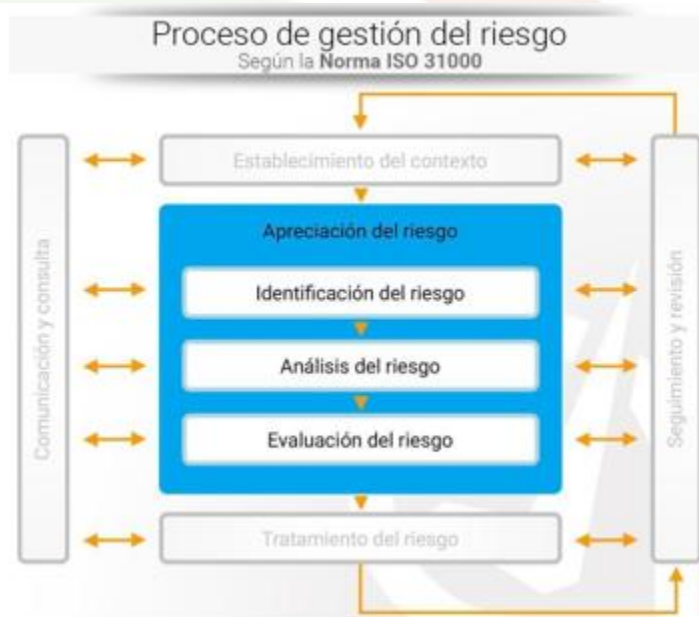 Proceso de gestión del riesgo
Según la Norma ISO 31000
Establecimiento del contexto
Apreciación del riesgo
Identificación del riesgo
Análisis del riesgo
Evaluación del riesgo
Tratamiento del riesgo
Comunicación y consulta
Seguimiento y revisión